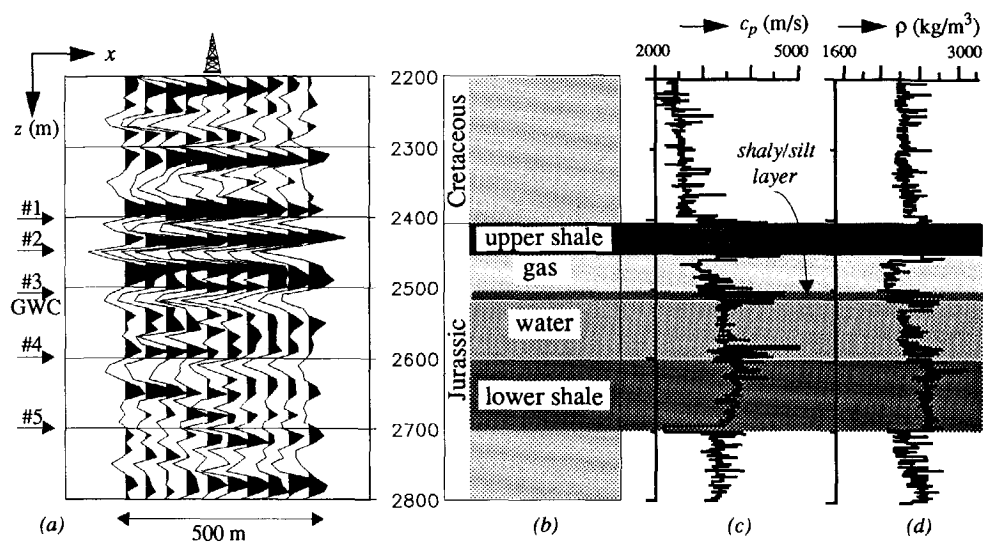 x
z (m)
#1
#2
#3
GWC
#4
#5
(a)
500 m
2200
2300
2400
2500
2600
2700
2800
Cretaceous
Jurassic
upper shale
gas
water
lower shale
(b)
c_p (m/s)
2000 5000
shaly/silt
layer
(c)
ρ (kg/m³)
1600 3000
(d)